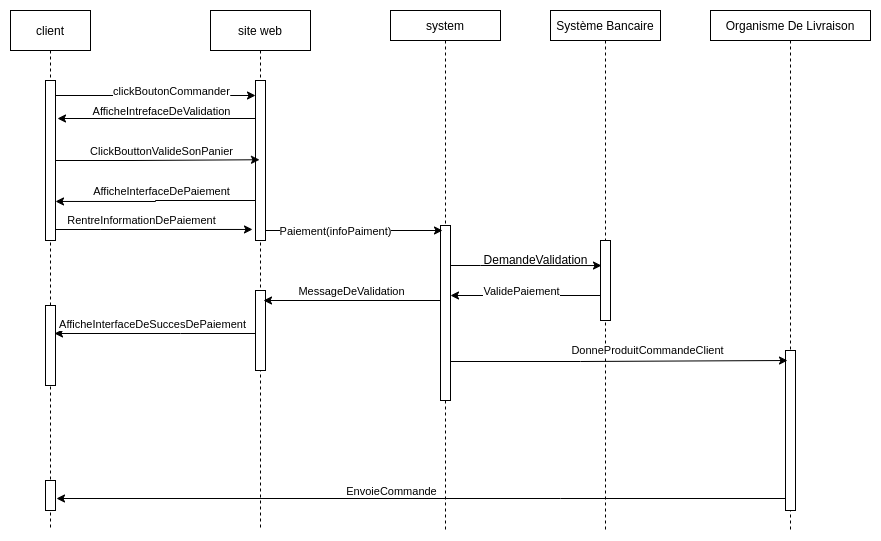 client
site web
system
Système Bancaire
Organisme De Livraison
clickBoutonCommander
AfficheIntrefaceDeValidation
ClickBouttonValideSonPanier
AfficheInterfaceDePaiement
RentreInformationDePaiement
Paiement(infoPaiment)
DemandeValidation
MessageDeValidation
ValidePaiement
AfficheInterfaceDeSuccesDePaiement
DonneProduitCommandeClient
EnvoieCommande